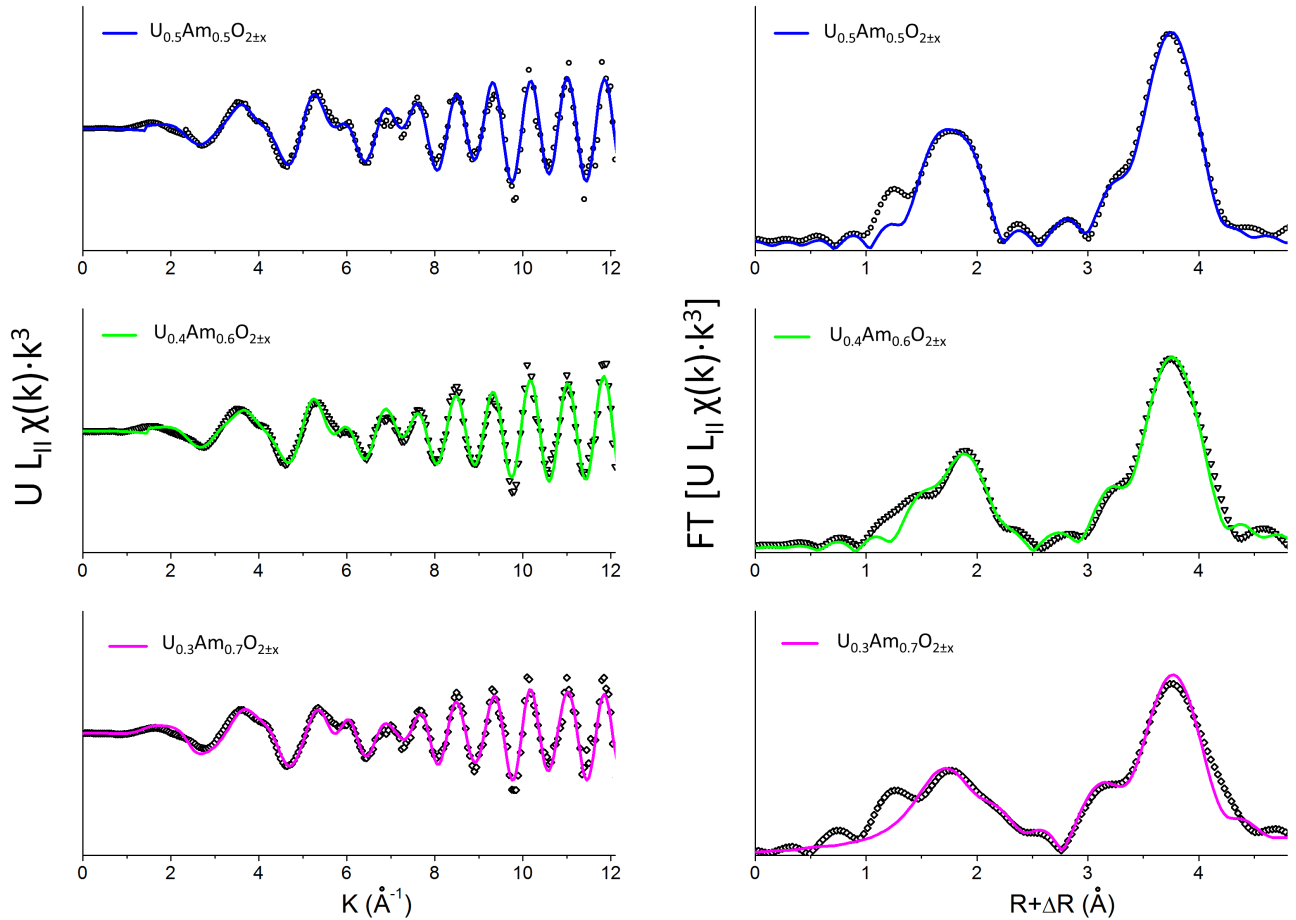 U0.5Am0.5O2±x
0 2 4 6 8 10 12
U0.5Am0.5O2±x
0 1 2 3 4
U LII χ(k)·k3
U0.4Am0.6O2±x
0 2 4 6 8 10 12
FT [U LII χ(k)·k3]
U0.4Am0.6O2±x
0 1 2 3 4
U0.3Am0.7O2±x
0 2 4 6 8 10 12
K (Å-1)
U0.3Am0.7O2±x
0 1 2 3 4
R+ΔR (Å)